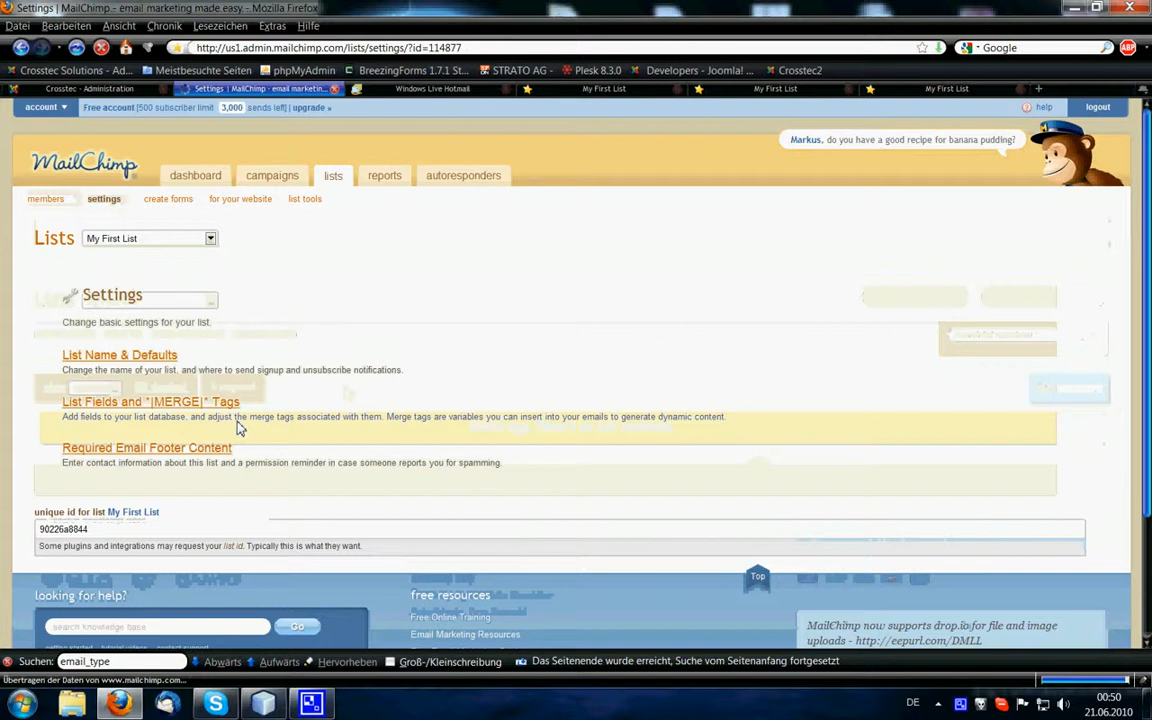 Settings | MailChimp - email marketing made easy. - Mozilla Firefox
Datei Bearbeiten Ansicht Chronik Lesezeichen Extras Hilfe
http://us1.admin.mailchimp.com/lists/settings/?id=114877
Google
ABP
Crosstec Solutions - Ad... Meistbesuchte Seiten phpMyAdmin BreezingForms 1.7.1 St... STRATO AG - Plesk 8.3.0 Developers - Joomla! ... Crosstec2
Crosstec - Administration Settings | MailChimp - email marketin... Windows Live Hotmail My First List My First List My First List
account Free account [500 subscriber limit 3,000 sends left] | upgrade » help logout
Markus, do you have a good recipe for banana pudding?
MailChimp
dashboard campaigns lists reports autoresponders
members settings create forms for your website list tools
Lists My First List
Settings
Change basic settings for your list.
List Name & Defaults
Change the name of your list, and where to send signup and unsubscribe notifications.
List Fields and *|MERGE|* Tags
Add fields to your list database, and adjust the merge tags associated with them. Merge tags are variables you can insert into your emails to generate dynamic content.
Required Email Footer Content
Enter contact information about this list and a permission reminder in case someone reports you for spamming.
unique id for list My First List
90226a8844
Some plugins and integrations may request your list id. Typically this is what they want.
Top
looking for help? free resources
Free Online Training
search knowledge base Go
Email Marketing Resources
MailChimp now supports drop.io for file and image
uploads - http://eepurl.com/DMLL
Suchen: email_type Abwärts Aufwärts Hervorheben Groß-/Kleinschreibung Das Seitenende wurde erreicht, Suche vom Seitenanfang fortgesetzt
Übertragen der Daten von www.mailchimp.com...
DE
00:50
21.06.2010